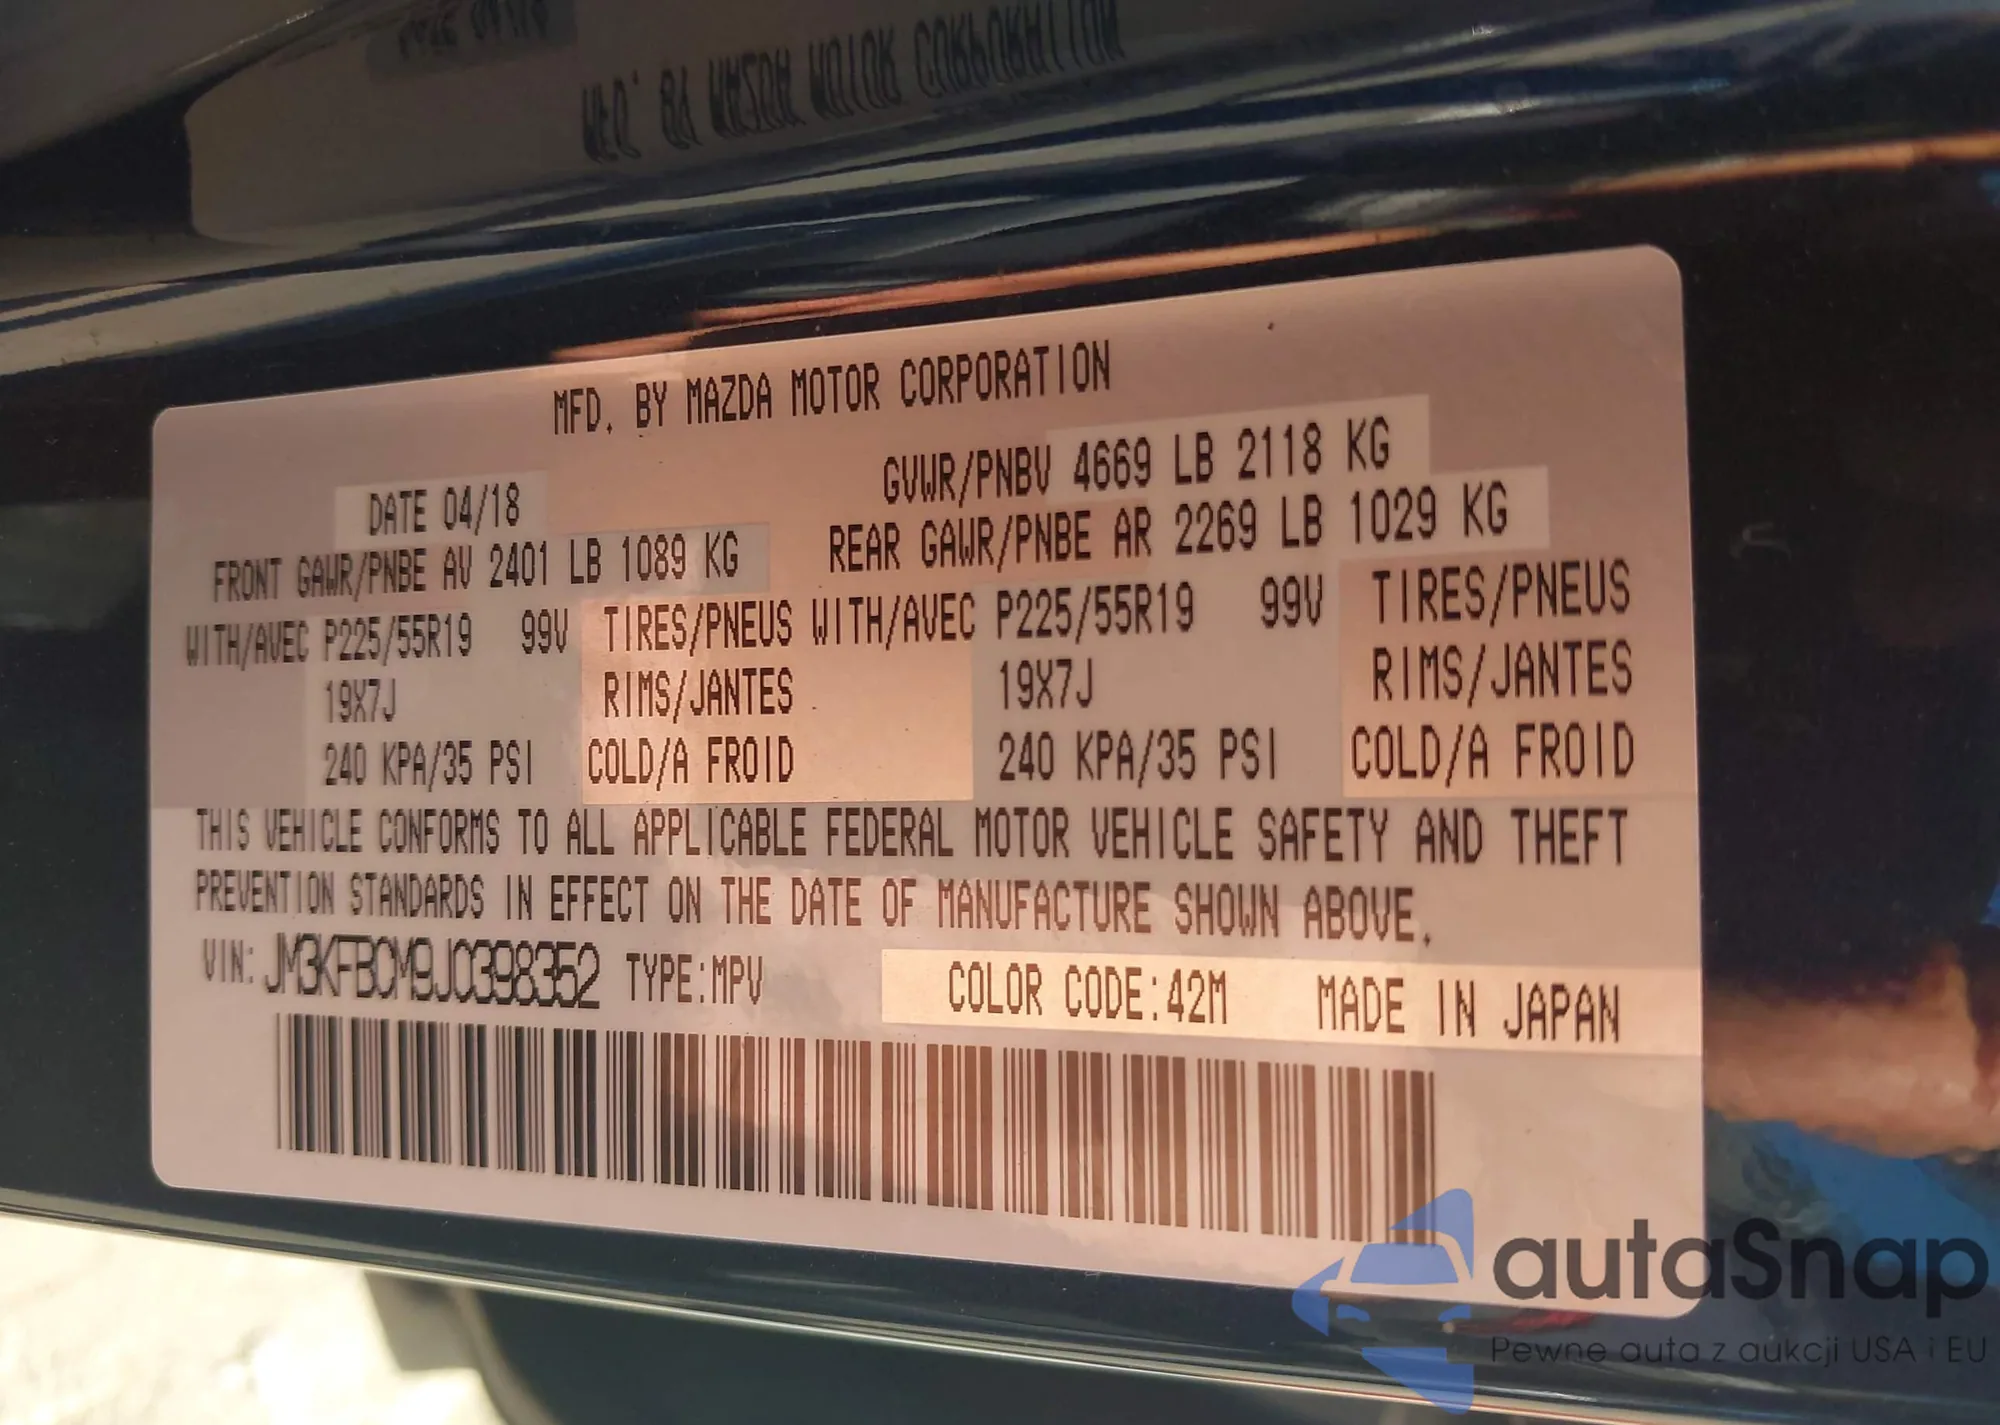 MFD. BY MAZDA MOTOR CORPORATION
MFD. BY MAZDA MOTOR CORPORATION
DATE 04/18 GVWR/PNBV 4669 LB 2118 KG
FRONT GAWR/PNBE AV 2401 LB 1089 KG REAR GAWR/PNBE AR 2269 LB 1029 KG
WITH/AVEC P225/55R19 99V TIRES/PNEUS WITH/AVEC P225/55R19 99V TIRES/PNEUS
19X7J RIMS/JANTES 19X7J RIMS/JANTES
240 KPA/35 PSI COLD/A FROID 240 KPA/35 PSI COLD/A FROID
THIS VEHICLE CONFORMS TO ALL APPLICABLE FEDERAL MOTOR VEHICLE SAFETY AND THEFT
PREVENTION STANDARDS IN EFFECT ON THE DATE OF MANUFACTURE SHOWN ABOVE.
VIN: JM3KFBCM9J0398352 TYPE:MPV COLOR CODE:42M MADE IN JAPAN
autaSnap
Pewne auta z aukcji USA i EU